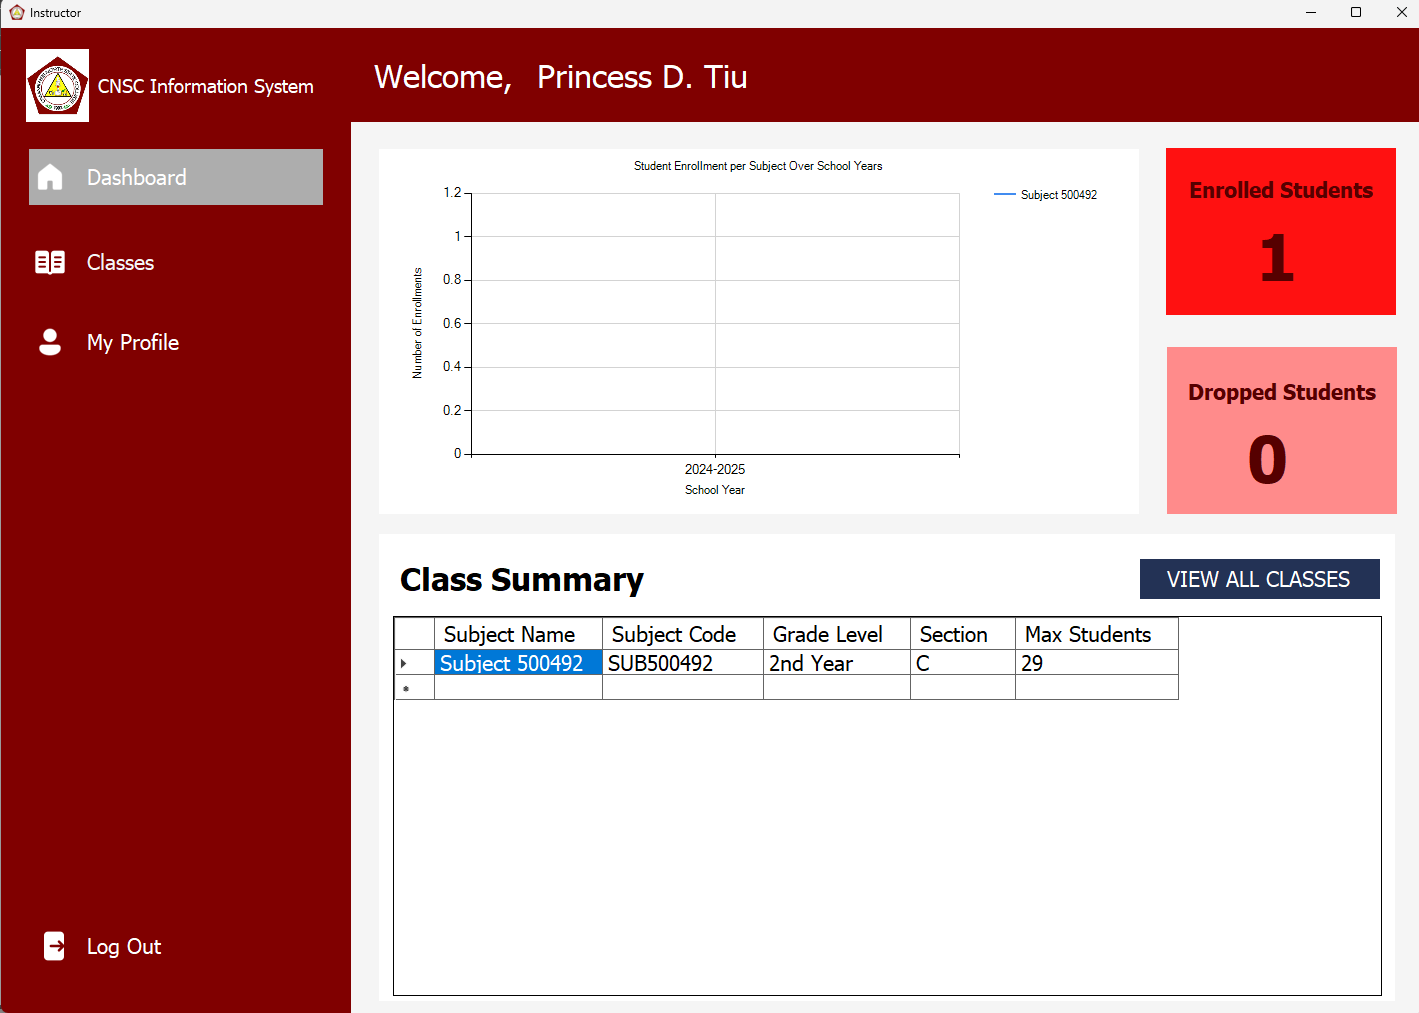 Instructor
CNSC Information System
Welcome, Princess D. Tiu
Dashboard
Classes
My Profile
Log Out
Student Enrollment per Subject Over School Years
Subject 500492
Number of Enrollments
1.2
1
0.8
0.6
0.4
0.2
0
2024-2025
School Year
Enrolled Students
1
Dropped Students
0
Class Summary
VIEW ALL CLASSES
Subject Name Subject Code Grade Level Section Max Students
Subject 500492 SUB500492 2nd Year C 29